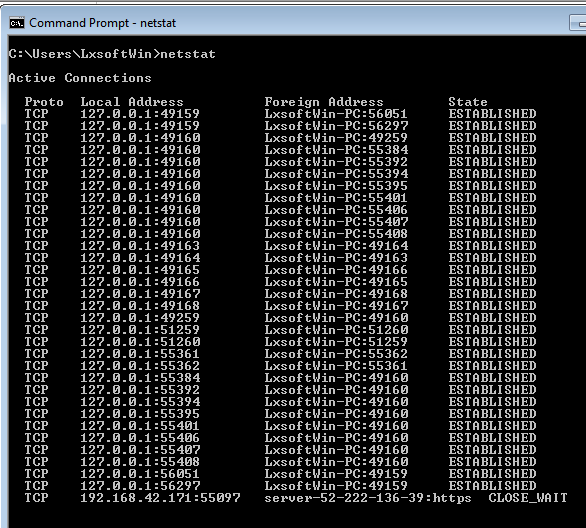 Command Prompt - netstat
C:\Users\LxsoftWin>netstat
Active Connections
Proto  Local Address          Foreign Address        State
TCP    127.0.0.1:49159        LxsoftWin-PC:56051     ESTABLISHED
TCP    127.0.0.1:49159        LxsoftWin-PC:56297     ESTABLISHED
TCP    127.0.0.1:49160        LxsoftWin-PC:49259     ESTABLISHED
TCP    127.0.0.1:49160        LxsoftWin-PC:55384     ESTABLISHED
TCP    127.0.0.1:49160        LxsoftWin-PC:55392     ESTABLISHED
TCP    127.0.0.1:49160        LxsoftWin-PC:55394     ESTABLISHED
TCP    127.0.0.1:49160        LxsoftWin-PC:55395     ESTABLISHED
TCP    127.0.0.1:49160        LxsoftWin-PC:55401     ESTABLISHED
TCP    127.0.0.1:49160        LxsoftWin-PC:55406     ESTABLISHED
TCP    127.0.0.1:49160        LxsoftWin-PC:55407     ESTABLISHED
TCP    127.0.0.1:49160        LxsoftWin-PC:55408     ESTABLISHED
TCP    127.0.0.1:49163        LxsoftWin-PC:49164     ESTABLISHED
TCP    127.0.0.1:49164        LxsoftWin-PC:49163     ESTABLISHED
TCP    127.0.0.1:49165        LxsoftWin-PC:49166     ESTABLISHED
TCP    127.0.0.1:49166        LxsoftWin-PC:49165     ESTABLISHED
TCP    127.0.0.1:49167        LxsoftWin-PC:49168     ESTABLISHED
TCP    127.0.0.1:49168        LxsoftWin-PC:49167     ESTABLISHED
TCP    127.0.0.1:49259        LxsoftWin-PC:49160     ESTABLISHED
TCP    127.0.0.1:51259        LxsoftWin-PC:51260     ESTABLISHED
TCP    127.0.0.1:51260        LxsoftWin-PC:51259     ESTABLISHED
TCP    127.0.0.1:55361        LxsoftWin-PC:55362     ESTABLISHED
TCP    127.0.0.1:55362        LxsoftWin-PC:55361     ESTABLISHED
TCP    127.0.0.1:55384        LxsoftWin-PC:49160     ESTABLISHED
TCP    127.0.0.1:55392        LxsoftWin-PC:49160     ESTABLISHED
TCP    127.0.0.1:55394        LxsoftWin-PC:49160     ESTABLISHED
TCP    127.0.0.1:55395        LxsoftWin-PC:49160     ESTABLISHED
TCP    127.0.0.1:55401        LxsoftWin-PC:49160     ESTABLISHED
TCP    127.0.0.1:55406        LxsoftWin-PC:49160     ESTABLISHED
TCP    127.0.0.1:55407        LxsoftWin-PC:49160     ESTABLISHED
TCP    127.0.0.1:55408        LxsoftWin-PC:49160     ESTABLISHED
TCP    127.0.0.1:56051        LxsoftWin-PC:49159     ESTABLISHED
TCP    127.0.0.1:56297        LxsoftWin-PC:49159     ESTABLISHED
TCP    192.168.42.171:55097   server-52-222-136-39:https  CLOSE_WAIT